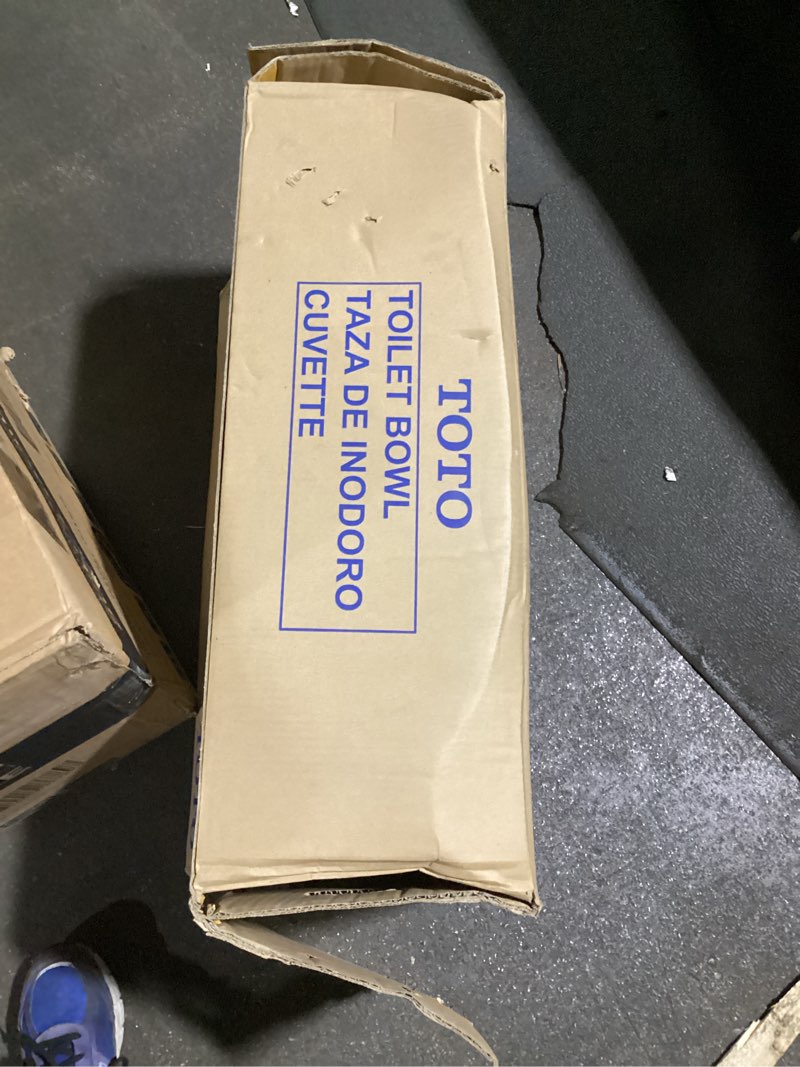 TOTO
TOILET BOWL
TAZA DE INODORO
CUVETTE